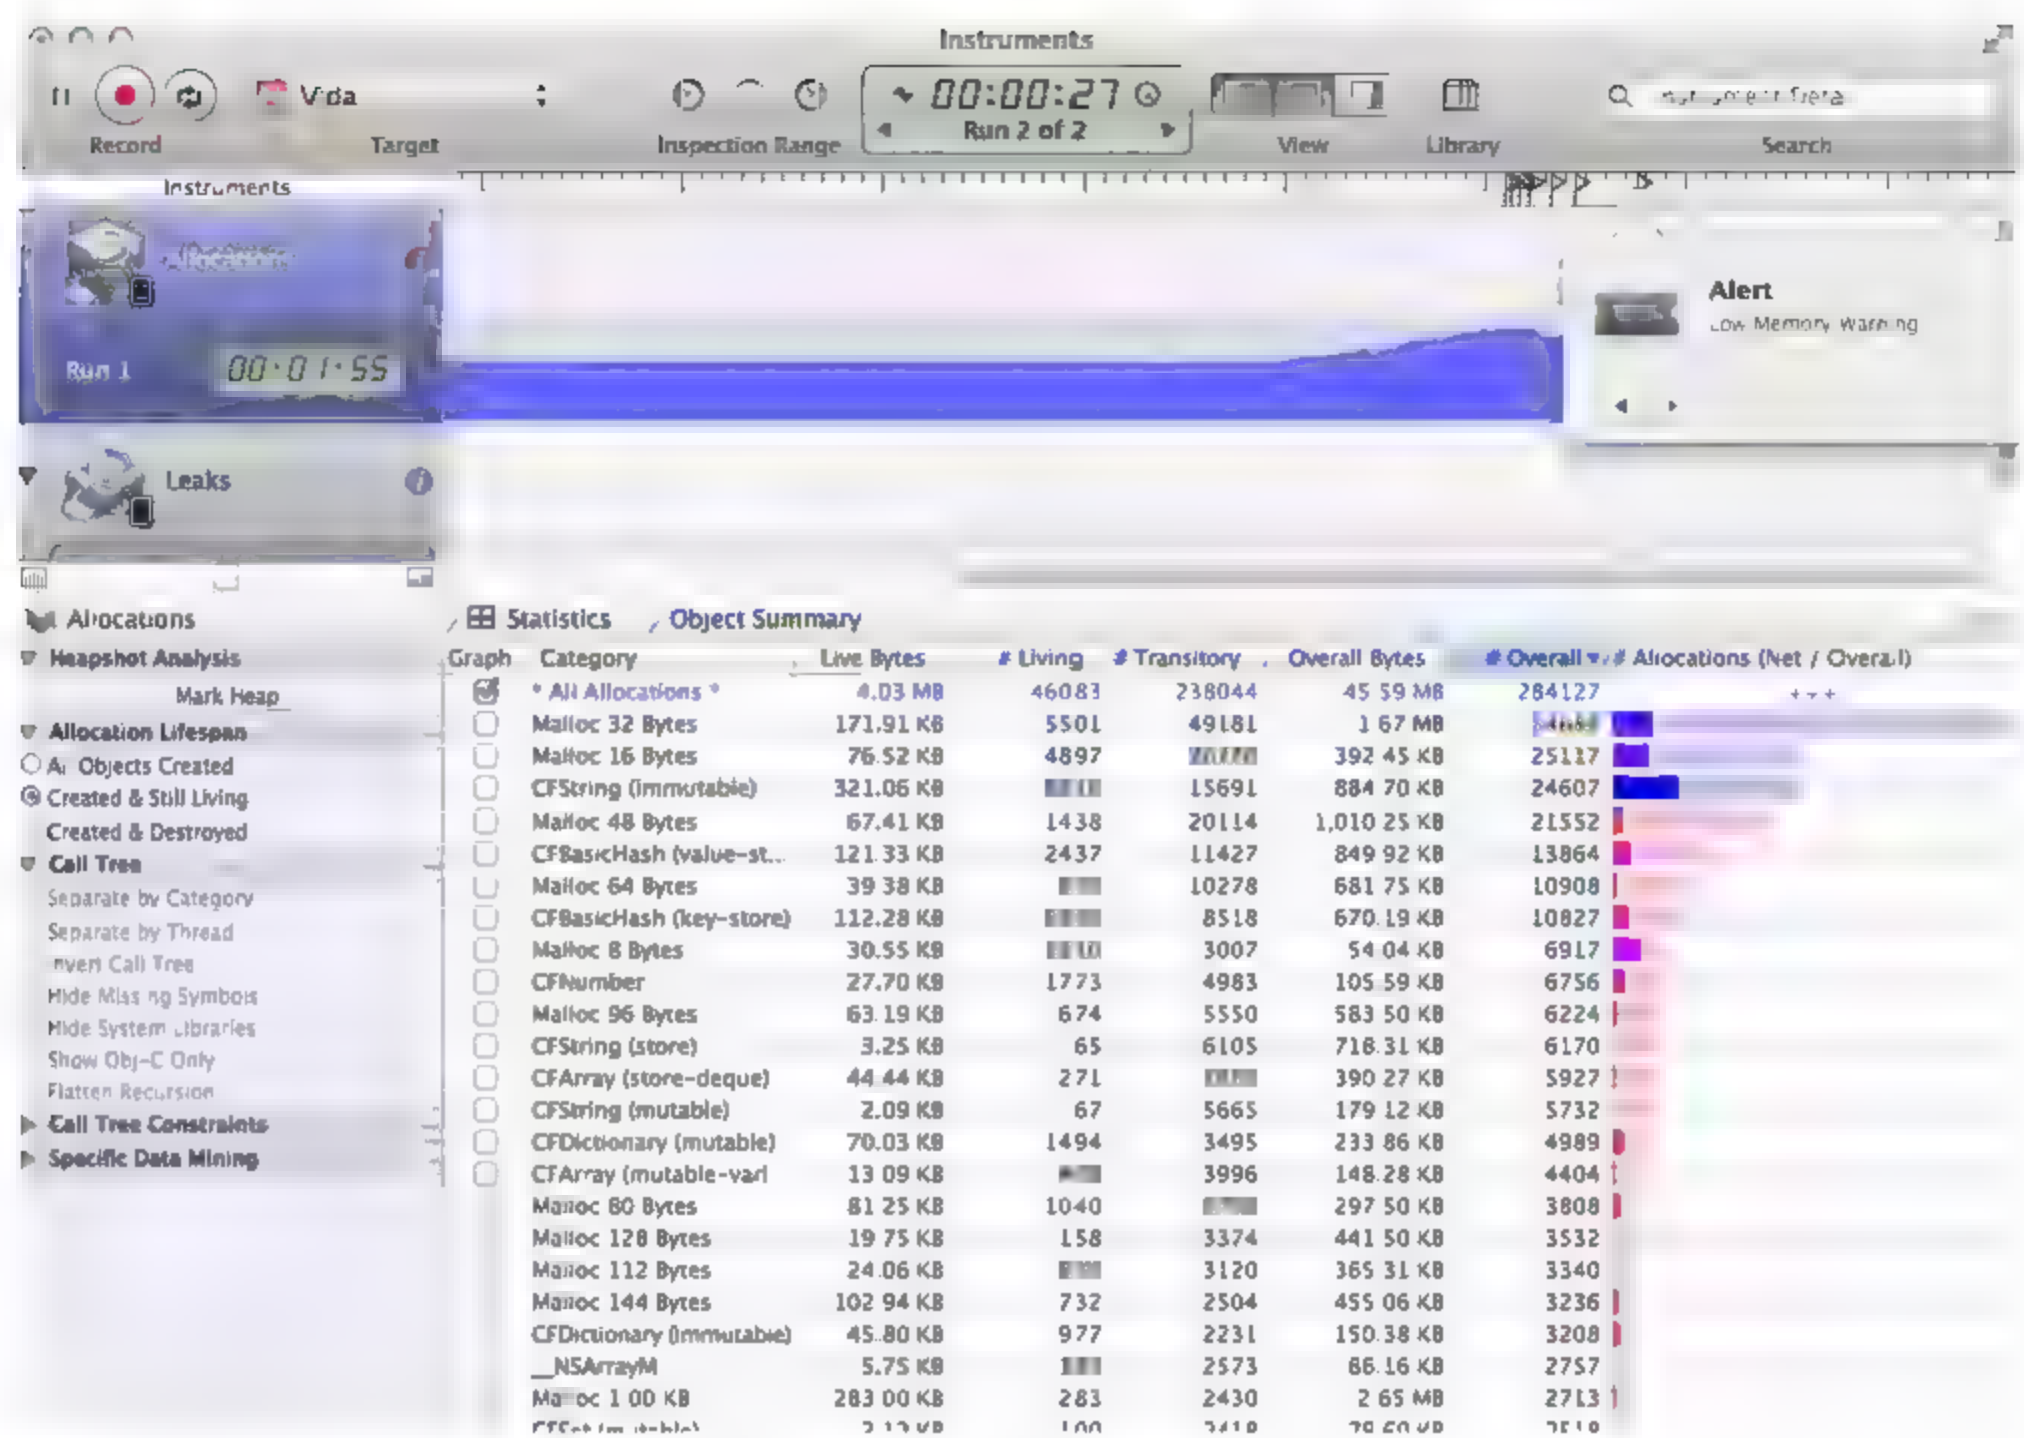 Instruments
Vida
00:00:27
Run 2 of 2
Record Target Inspection Range View Library Search
Instruments
Allocations
Alert
Low Memory Warning
Run 1 00:01:55
Leaks
Allocations Statistics Object Summary
Heapshot Analysis Graph Category Live Bytes # Living # Transitory Overall Bytes # Overall # Allocations (Net / Overall)
Mark Heap * All Allocations * 4.03 MB 46083 238044 45.59 MB 284127 +++
Allocation Lifespan Malloc 32 Bytes 171.91 KB 5501 49181 1.67 MB
All Objects Created Malloc 16 Bytes 76.52 KB 4897 392.45 KB 25117
Created & Still Living CFString (immutable) 321.06 KB 15691 884.70 KB 24607
Created & Destroyed Malloc 48 Bytes 67.41 KB 1438 20114 1,010.25 KB 21552
Call Tree CFBasicHash (value-st... 121.33 KB 2437 11427 849.92 KB 13864
Separate by Category Malloc 64 Bytes 39.38 KB 10278 681.75 KB 10908
Separate by Thread CFBasicHash (key-store) 112.28 KB 8518 670.19 KB 10827
Invert Call Tree Malloc 8 Bytes 30.55 KB 3007 54.04 KB 6917
Hide Missing Symbols CFNumber 27.70 KB 1773 4983 105.59 KB 6756
Hide System Libraries Malloc 96 Bytes 63.19 KB 674 5550 583.50 KB 6224
Show Obj-C Only CFString (store) 3.25 KB 65 6105 718.31 KB 6170
Flatten Recursion CFArray (store-deque) 44.44 KB 271 390.27 KB 5927
Call Tree Constraints CFString (mutable) 2.09 KB 67 5665 179.12 KB 5732
Specific Data Mining CFDictionary (mutable) 70.03 KB 1494 3495 233.86 KB 4989
CFArray (mutable-vari 13.09 KB 3996 148.28 KB 4404
Malloc 80 Bytes 81.25 KB 1040 297.50 KB 3808
Malloc 128 Bytes 19.75 KB 158 3374 441.50 KB 3532
Malloc 112 Bytes 24.06 KB 3120 365.31 KB 3340
Malloc 144 Bytes 102.94 KB 732 2504 455.06 KB 3236
CFDictionary (immutable) 45.80 KB 977 2231 150.38 KB 3208
__NSArrayM 5.75 KB 2573 86.16 KB 2757
Malloc 1.00 KB 283.00 KB 283 2430 2.65 MB 2713